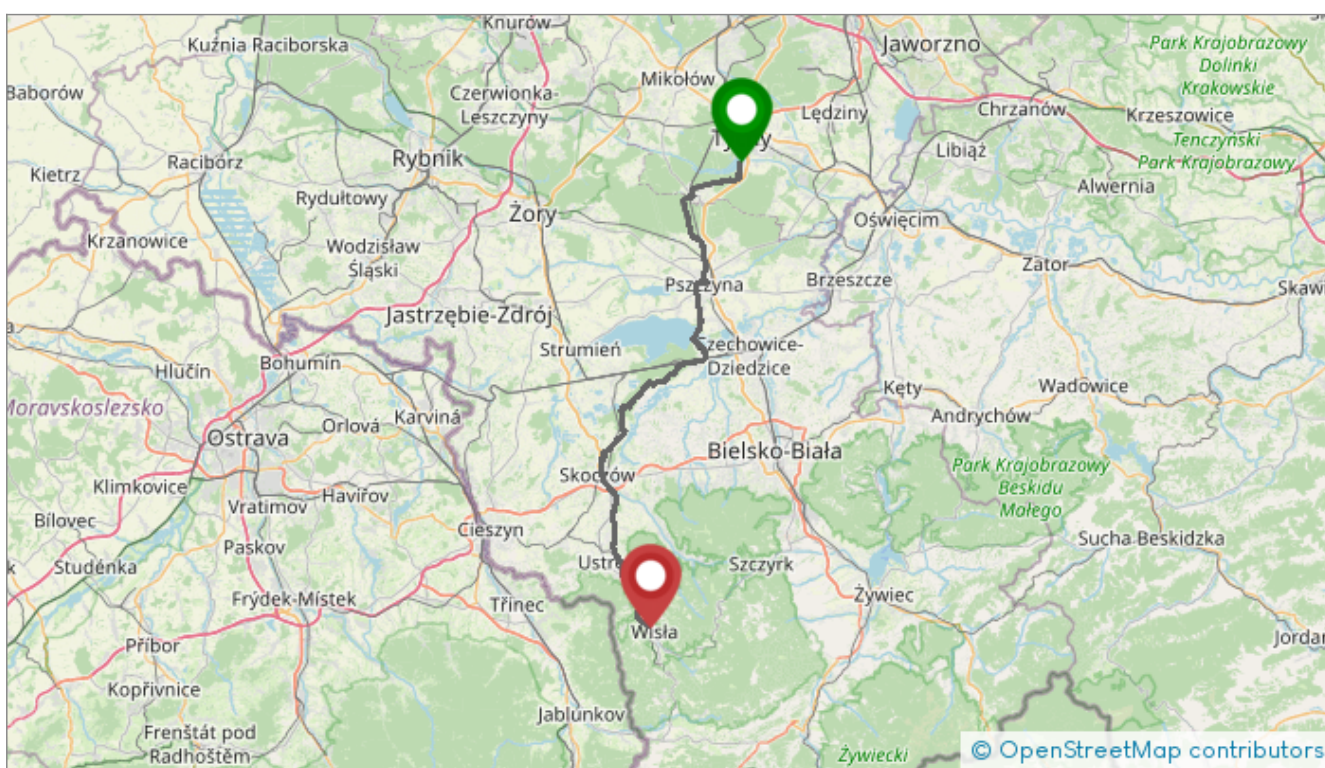 Knurów
Kuźnia Raciborska
Jaworzno
Park Krajobrazowy
Dolinki
Krakowskie
Mikołów
Baborów
Czerwionka-
Leszczyny
Chrzanów
Lędziny
Krzeszowice
Tenczyński
Park Krajobrazowy
Racibórz
Rybnik
Libiąż
Kietrz
Rydułtowy
Alwernia
Żory
Oświęcim
Krzanowice
Wodzisław
Śląski
Zator
Pszczyna
Brzeszcze
Skawi
Jastrzębie-Zdrój
Strumień
Czechowice-
Dziedzice
Bohumín
Hlučín
Kęty
Wadowice
Moravskoslezsko
Karviná
Andrychów
Orlová
Ostrava
Bielsko-Biała
Park Krajobrazowy
Beskidu
Małego
Skoczów
Klimkovice
Havířov
Vratimov
Bílovec
Cieszyn
Sucha Beskidzka
Paskov
Studénka
Szczyrk
Frýdek-Místek
Třinec
Żywiec
Wisła
Příbor
Jordan
Kopřivnice
Jablunkov
Frenštát pod
Radhoštěm
Żywiecki
© OpenStreetMap contributors